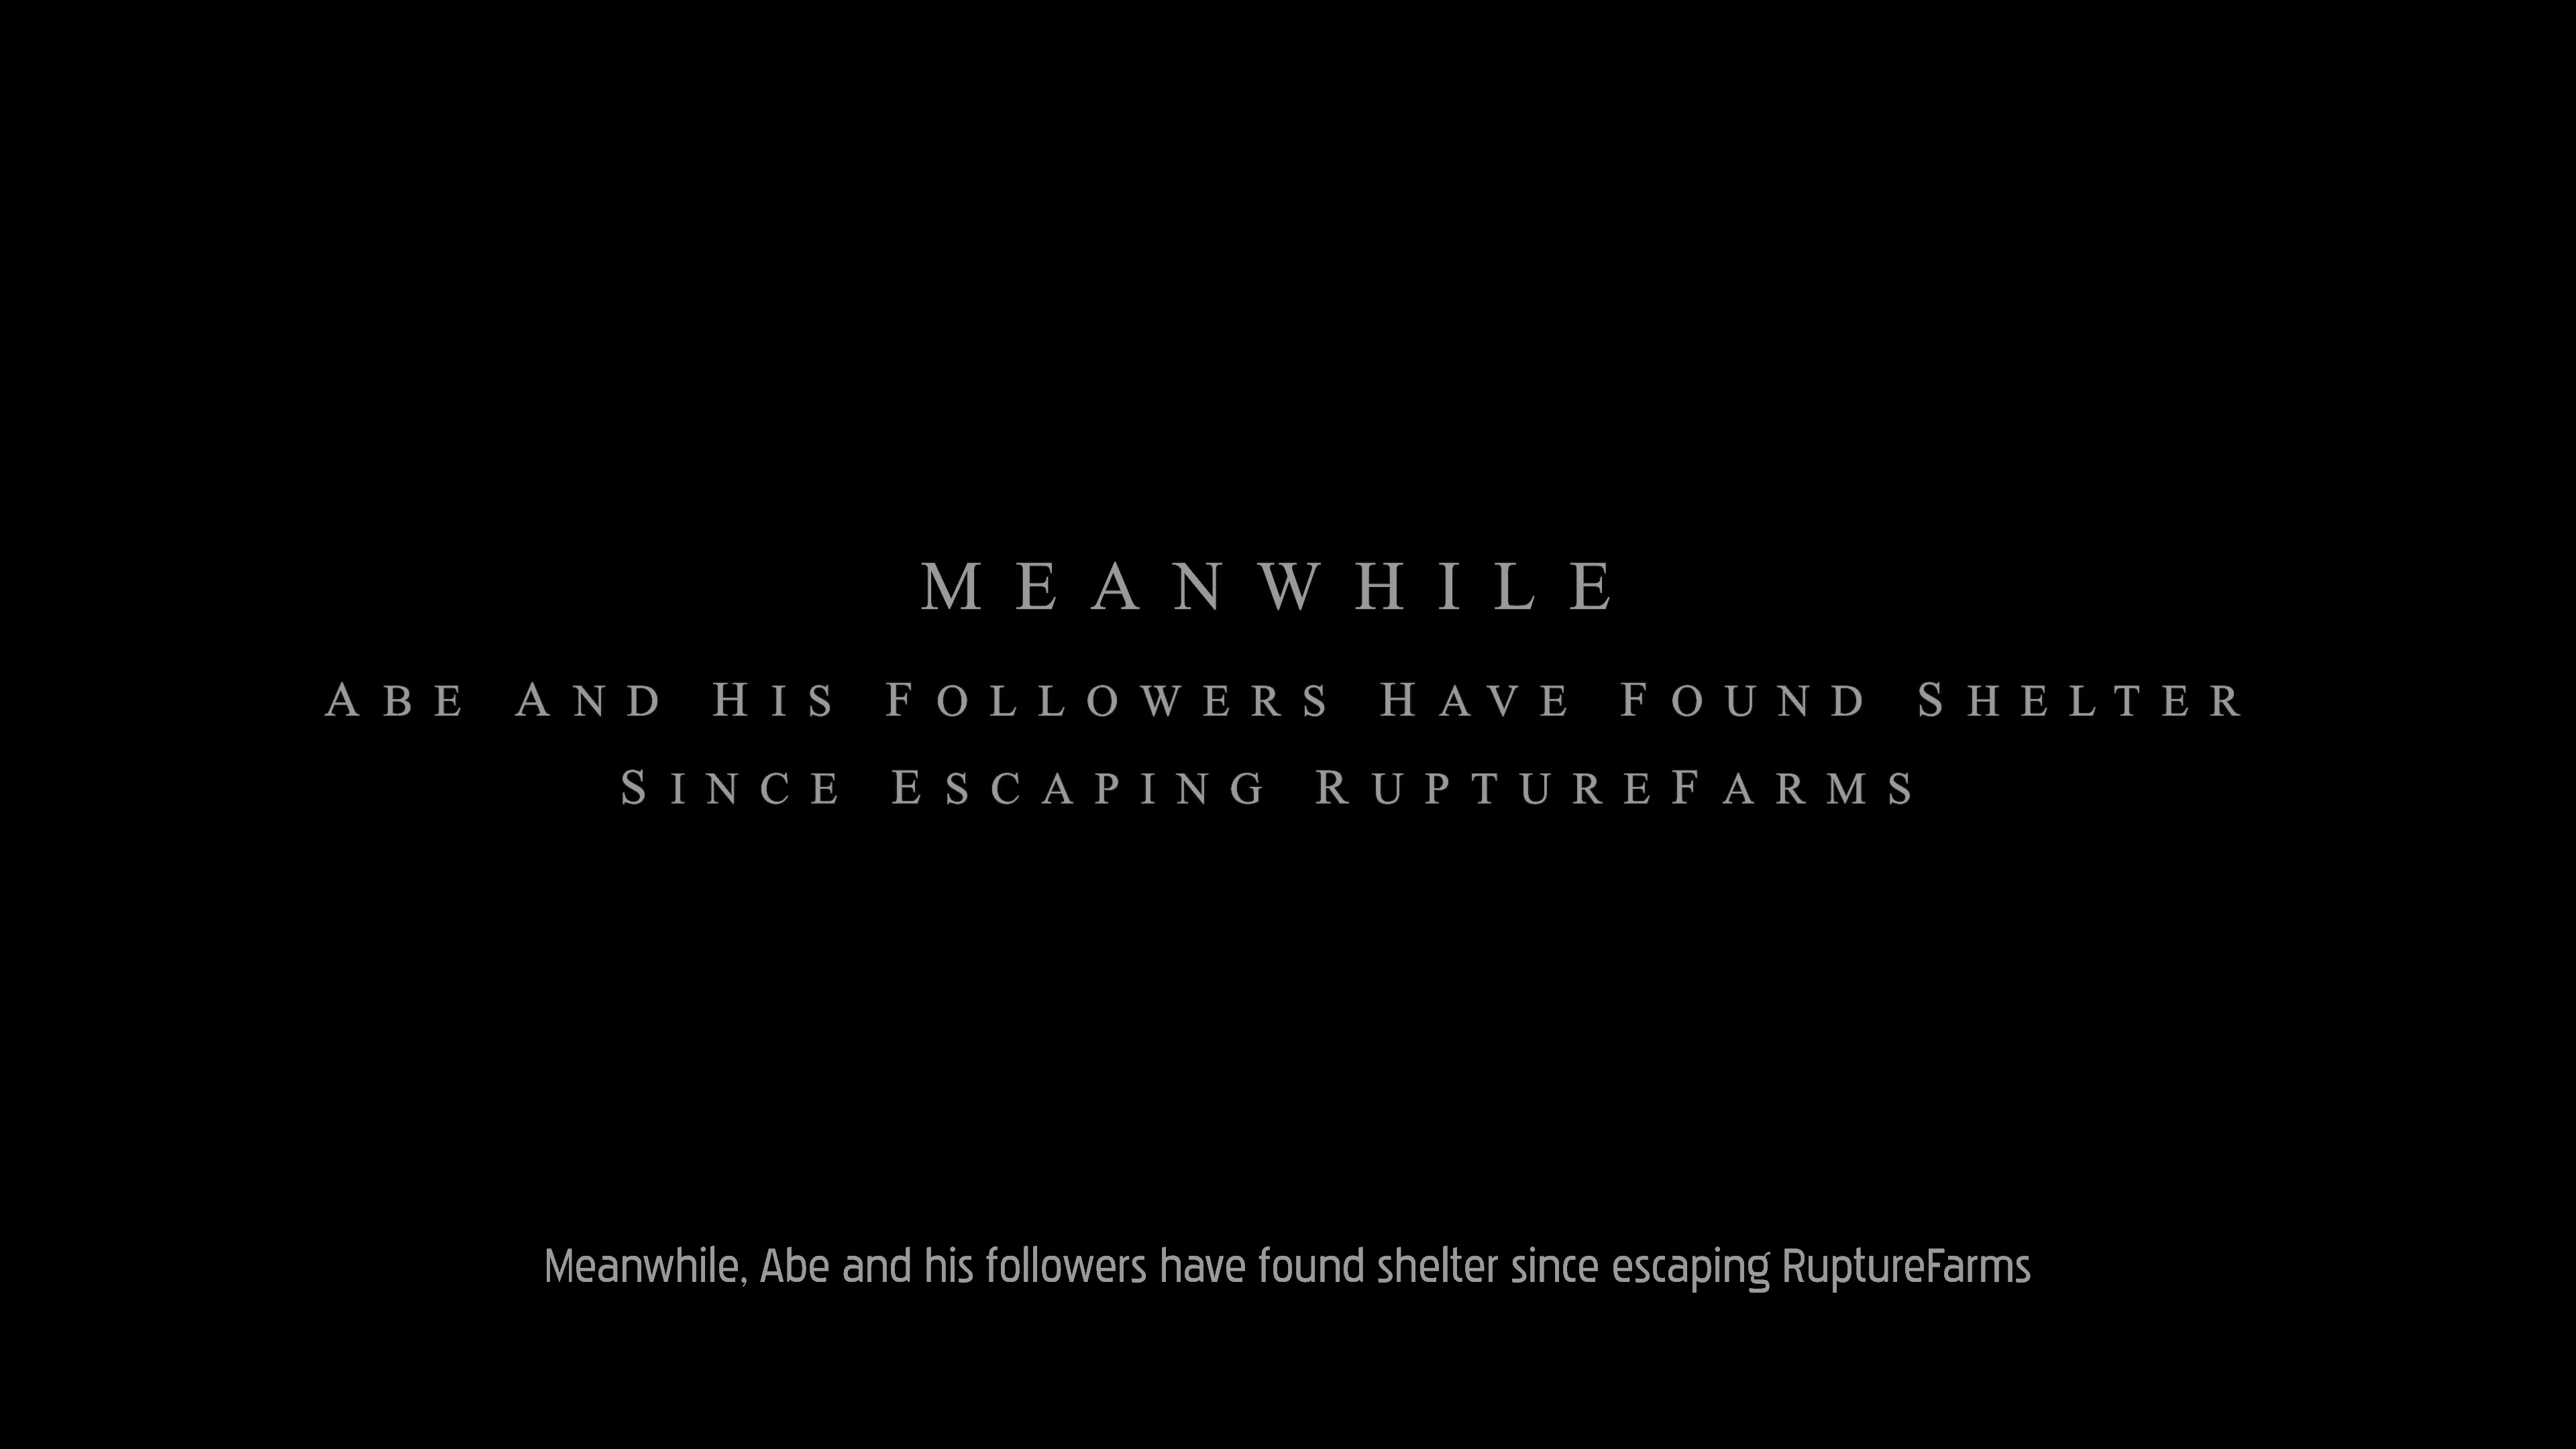 MEANWHILE
ABE AND HIS FOLLOWERS HAVE FOUND SHELTER
SINCE ESCAPING RUPTUREFARMS
Meanwhile, Abe and his followers have found shelter since escaping RuptureFarms